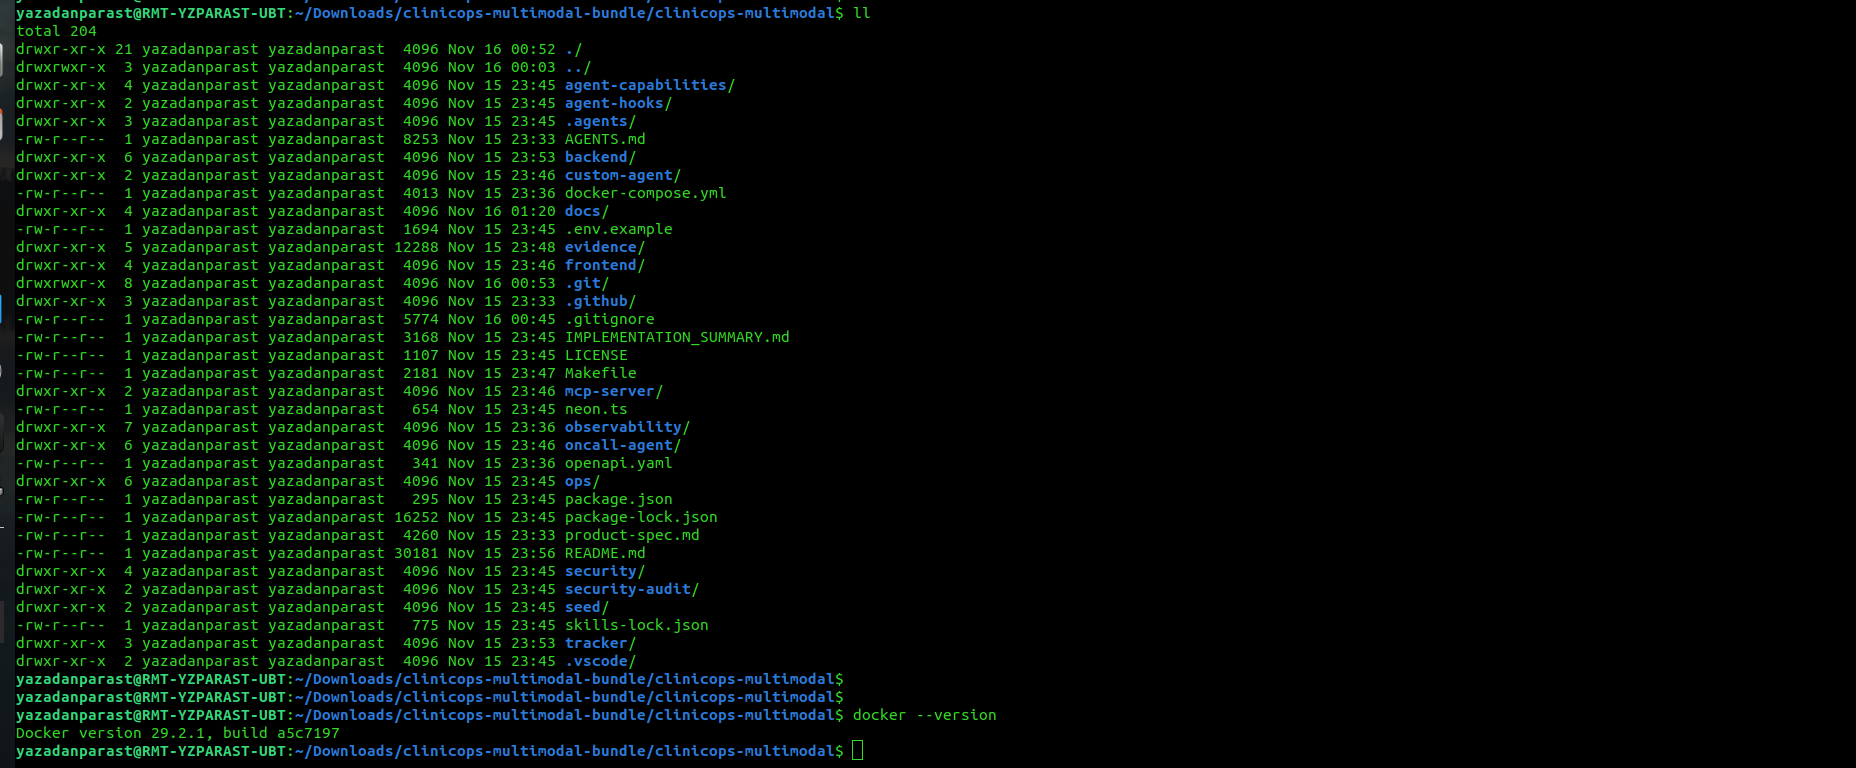 yazadanparast@RMT-YZPARAST-UBT:~/Downloads/clinicops-multimodal-bundle/clinicops-multimodal$ ll
total 204
drwxr-xr-x 21 yazadanparast yazadanparast  4096 Nov 16 00:52 ./
drwxrwxr-x  3 yazadanparast yazadanparast  4096 Nov 16 00:03 ../
drwxr-xr-x  4 yazadanparast yazadanparast  4096 Nov 15 23:45 agent-capabilities/
drwxr-xr-x  2 yazadanparast yazadanparast  4096 Nov 15 23:45 agent-hooks/
drwxr-xr-x  3 yazadanparast yazadanparast  4096 Nov 15 23:45 .agents/
-rw-r--r--  1 yazadanparast yazadanparast  8253 Nov 15 23:33 AGENTS.md
drwxr-xr-x  6 yazadanparast yazadanparast  4096 Nov 15 23:53 backend/
drwxr-xr-x  2 yazadanparast yazadanparast  4096 Nov 15 23:46 custom-agent/
-rw-r--r--  1 yazadanparast yazadanparast  4013 Nov 15 23:36 docker-compose.yml
drwxr-xr-x  4 yazadanparast yazadanparast  4096 Nov 16 01:20 docs/
-rw-r--r--  1 yazadanparast yazadanparast  1694 Nov 15 23:45 .env.example
drwxr-xr-x  5 yazadanparast yazadanparast 12288 Nov 15 23:48 evidence/
drwxr-xr-x  4 yazadanparast yazadanparast  4096 Nov 15 23:46 frontend/
drwxrwxr-x  8 yazadanparast yazadanparast  4096 Nov 16 00:53 .git/
drwxr-xr-x  3 yazadanparast yazadanparast  4096 Nov 15 23:33 .github/
-rw-r--r--  1 yazadanparast yazadanparast  5774 Nov 16 00:45 .gitignore
-rw-r--r--  1 yazadanparast yazadanparast  3168 Nov 15 23:45 IMPLEMENTATION_SUMMARY.md
-rw-r--r--  1 yazadanparast yazadanparast  1107 Nov 15 23:45 LICENSE
-rw-r--r--  1 yazadanparast yazadanparast  2181 Nov 15 23:47 Makefile
drwxr-xr-x  2 yazadanparast yazadanparast  4096 Nov 15 23:46 mcp-server/
-rw-r--r--  1 yazadanparast yazadanparast   654 Nov 15 23:45 neon.ts
drwxr-xr-x  7 yazadanparast yazadanparast  4096 Nov 15 23:36 observability/
drwxr-xr-x  6 yazadanparast yazadanparast  4096 Nov 15 23:46 oncall-agent/
-rw-r--r--  1 yazadanparast yazadanparast   341 Nov 15 23:36 openapi.yaml
drwxr-xr-x  6 yazadanparast yazadanparast  4096 Nov 15 23:45 ops/
-rw-r--r--  1 yazadanparast yazadanparast   295 Nov 15 23:45 package.json
-rw-r--r--  1 yazadanparast yazadanparast 16252 Nov 15 23:45 package-lock.json
-rw-r--r--  1 yazadanparast yazadanparast  4260 Nov 15 23:33 product-spec.md
-rw-r--r--  1 yazadanparast yazadanparast 30181 Nov 15 23:56 README.md
drwxr-xr-x  4 yazadanparast yazadanparast  4096 Nov 15 23:45 security/
drwxr-xr-x  2 yazadanparast yazadanparast  4096 Nov 15 23:45 security-audit/
drwxr-xr-x  2 yazadanparast yazadanparast  4096 Nov 15 23:45 seed/
-rw-r--r--  1 yazadanparast yazadanparast   775 Nov 15 23:45 skills-lock.json
drwxr-xr-x  3 yazadanparast yazadanparast  4096 Nov 15 23:53 tracker/
drwxr-xr-x  2 yazadanparast yazadanparast  4096 Nov 15 23:45 .vscode/
yazadanparast@RMT-YZPARAST-UBT:~/Downloads/clinicops-multimodal-bundle/clinicops-multimodal$
yazadanparast@RMT-YZPARAST-UBT:~/Downloads/clinicops-multimodal-bundle/clinicops-multimodal$
yazadanparast@RMT-YZPARAST-UBT:~/Downloads/clinicops-multimodal-bundle/clinicops-multimodal$ docker --version
Docker version 29.2.1, build a5c7197
yazadanparast@RMT-YZPARAST-UBT:~/Downloads/clinicops-multimodal-bundle/clinicops-multimodal$